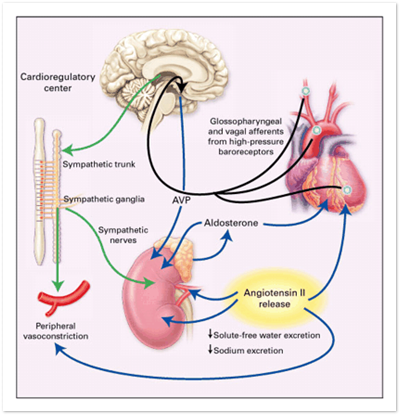 Cardioregulatory
center
Glossopharyngeal
and vagal afferents
from high-pressure
baroreceptors
Sympathetic trunk
Sympathetic ganglia
AVP
Sympathetic
nerves
Aldosterone
Angiotensin II
release
Peripheral
vasoconstriction
↓Solute-free water excretion
↓Sodium excretion